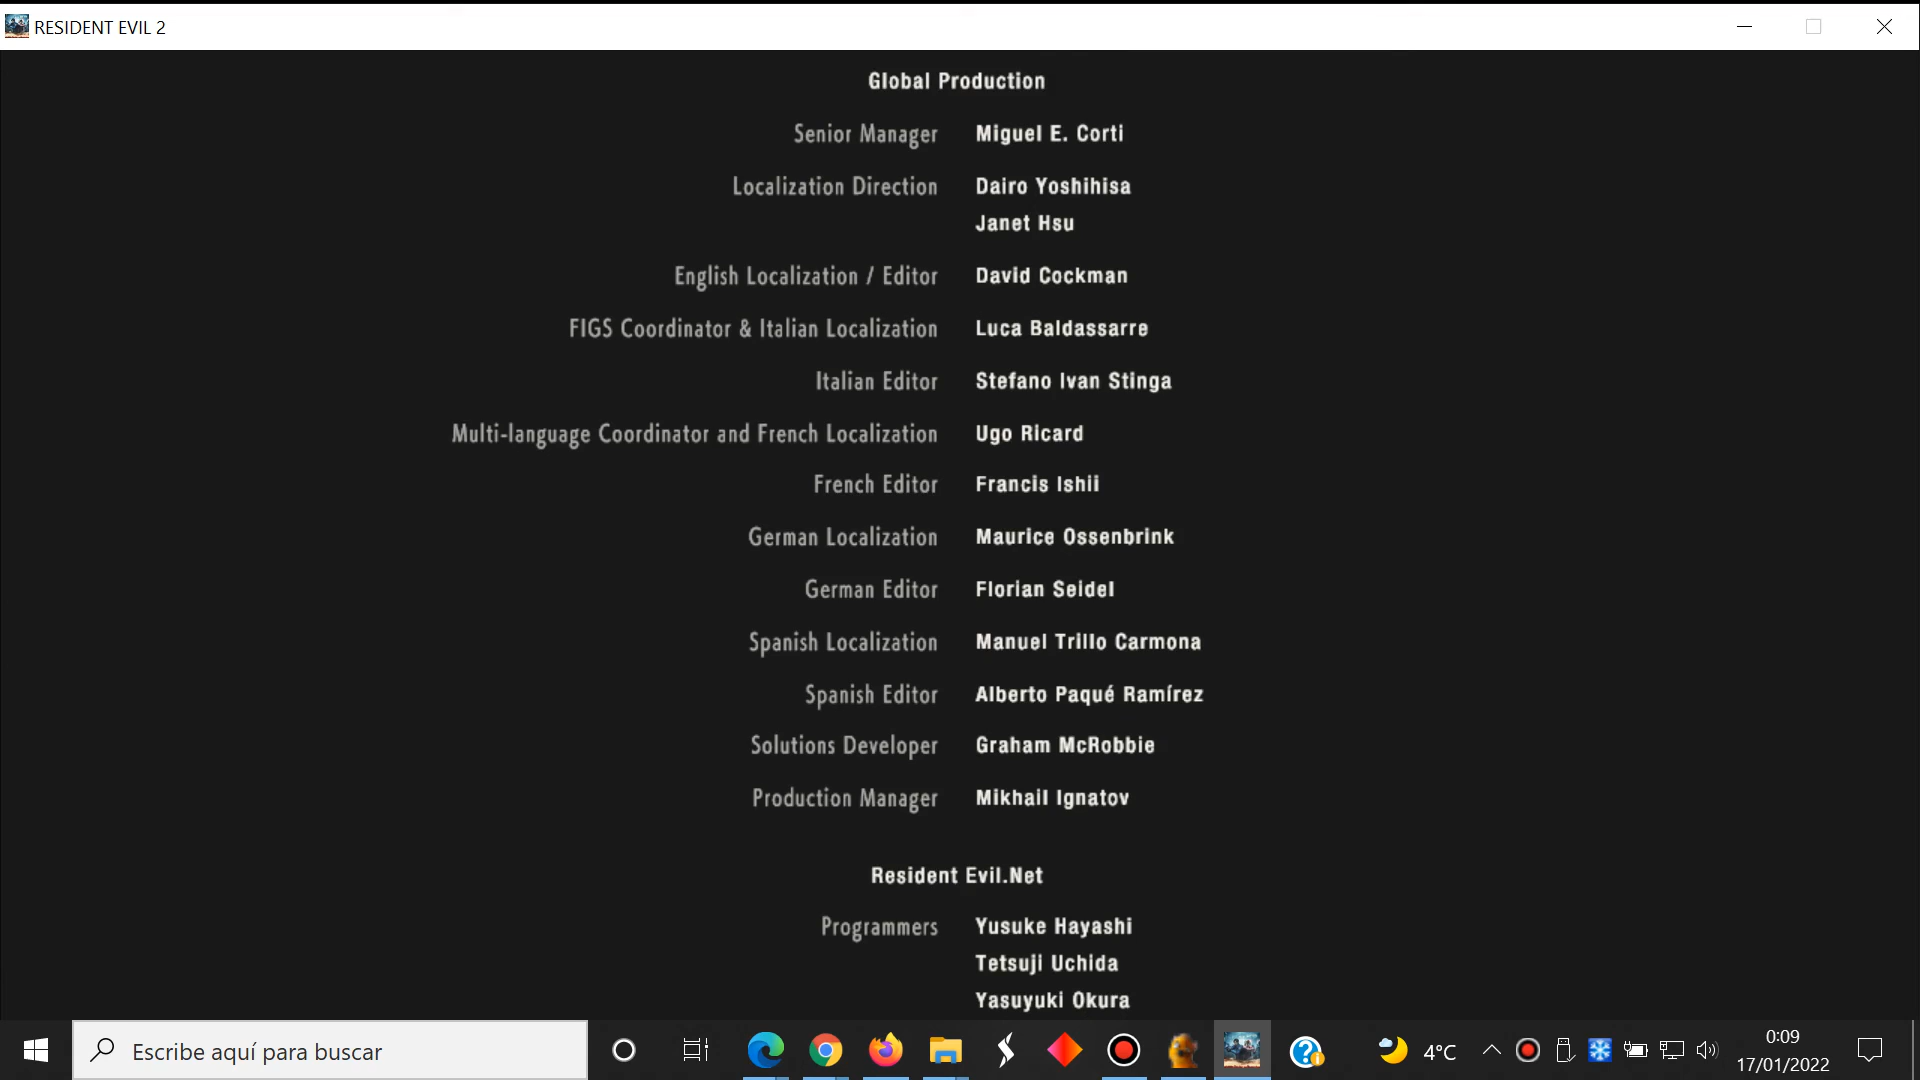 RESIDENT EVIL 2
Global Production
Senior Manager Miguel E. Corti
Localization Direction Dairo Yoshihisa
Janet Hsu
English Localization / Editor David Cockman
FIGS Coordinator & Italian Localization Luca Baldassarre
Italian Editor Stefano Ivan Stinga
Multi-language Coordinator and French Localization Ugo Ricard
French Editor Francis Ishii
German Localization Maurice Ossenbrink
German Editor Florian Seidel
Spanish Localization Manuel Trillo Carmona
Spanish Editor Alberto Paqué Ramírez
Solutions Developer Graham McRobbie
Production Manager Mikhail Ignatov
Resident Evil.Net
Programmers Yusuke Hayashi
Tetsuji Uchida
Yasuyuki Okura
Escribe aquí para buscar
4°C
0:09
17/01/2022